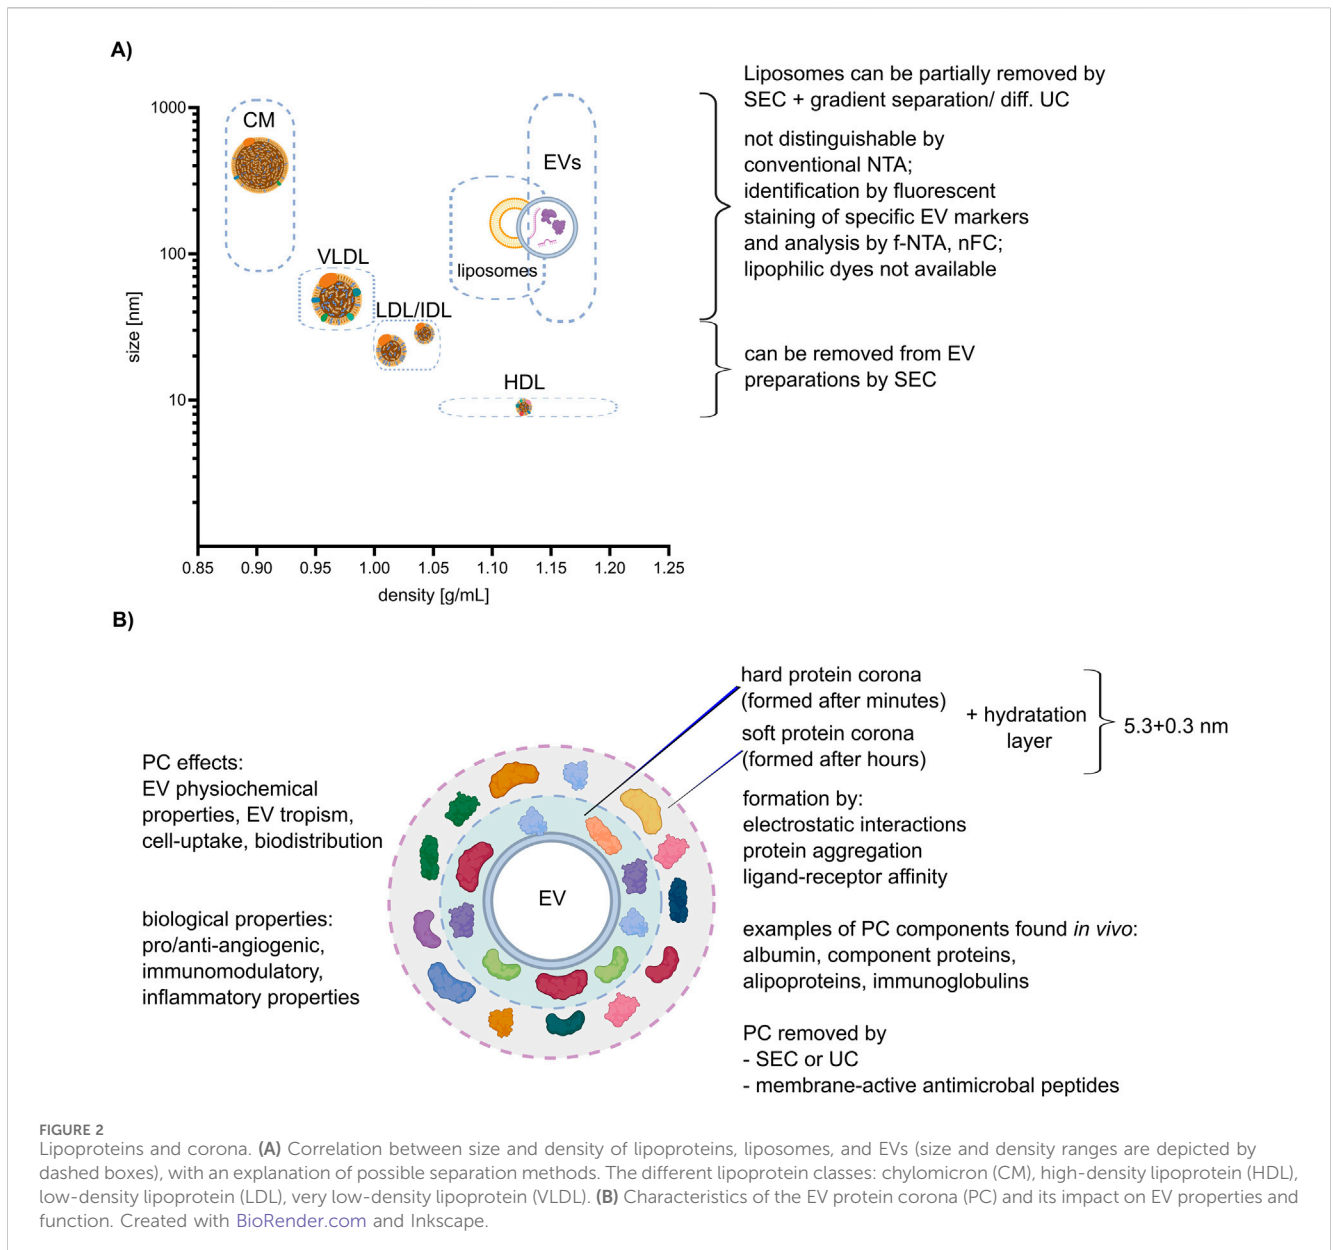 A)
1000
100
10
size [nm]
0.85
0.90
0.95
1.00
1.05
1.10
1.15
1.20
1.25
density [g/mL]
CM
VLDL
LDL/IDL
HDL
liposomes
EVs
Liposomes can be partially removed by
SEC + gradient separation/ diff. UC
not distinguishable by
conventional NTA;
identification by fluorescent
staining of specific EV markers
and analysis by f-NTA, nFC;
lipophilic dyes not available
can be removed from EV
preparations by SEC
B)
PC effects:
EV physiochemical
properties, EV tropism,
cell-uptake, biodistribution
biological properties:
pro/anti-angiogenic,
immunomodulatory,
inflammatory properties
EV
hard protein corona
(formed after minutes)
soft protein corona
(formed after hours)
+ hydratation
layer
5.3+0.3 nm
formation by:
electrostatic interactions
protein aggregation
ligand-receptor affinity
examples of PC components found in vivo:
albumin, component proteins,
alipoproteins, immunoglobulins
PC removed by
- SEC or UC
- membrane-active antimicrobal peptides
FIGURE 2
Lipoproteins and corona. (A) Correlation between size and density of lipoproteins, liposomes, and EVs (size and density ranges are depicted by
dashed boxes), with an explanation of possible separation methods. The different lipoprotein classes: chylomicron (CM), high-density lipoprotein (HDL),
low-density lipoprotein (LDL), very low-density lipoprotein (VLDL). (B) Characteristics of the EV protein corona (PC) and its impact on EV properties and
function. Created with BioRender.com and Inkscape.